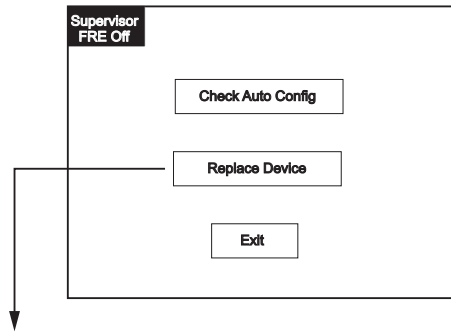 Supervisor
FRE Off
Check Auto Config
Replace Device
Exit